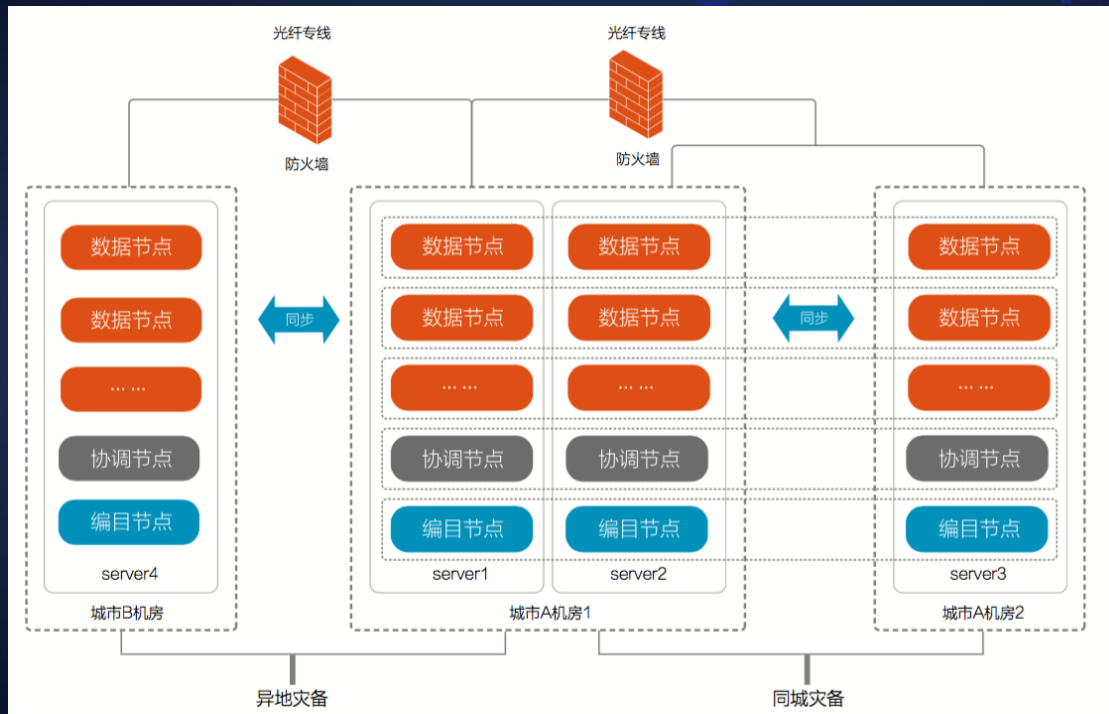 光纤专线
光纤专线
防火墙
防火墙
数据节点
数据节点
数据节点
数据节点
数据节点
同步
数据节点
数据节点
同步
数据节点
... ...
... ...
... ...
... ...
协调节点
协调节点
协调节点
协调节点
编目节点
编目节点
编目节点
编目节点
server4
server1
server2
server3
城市B机房
城市A机房1
城市A机房2
异地灾备
同城灾备